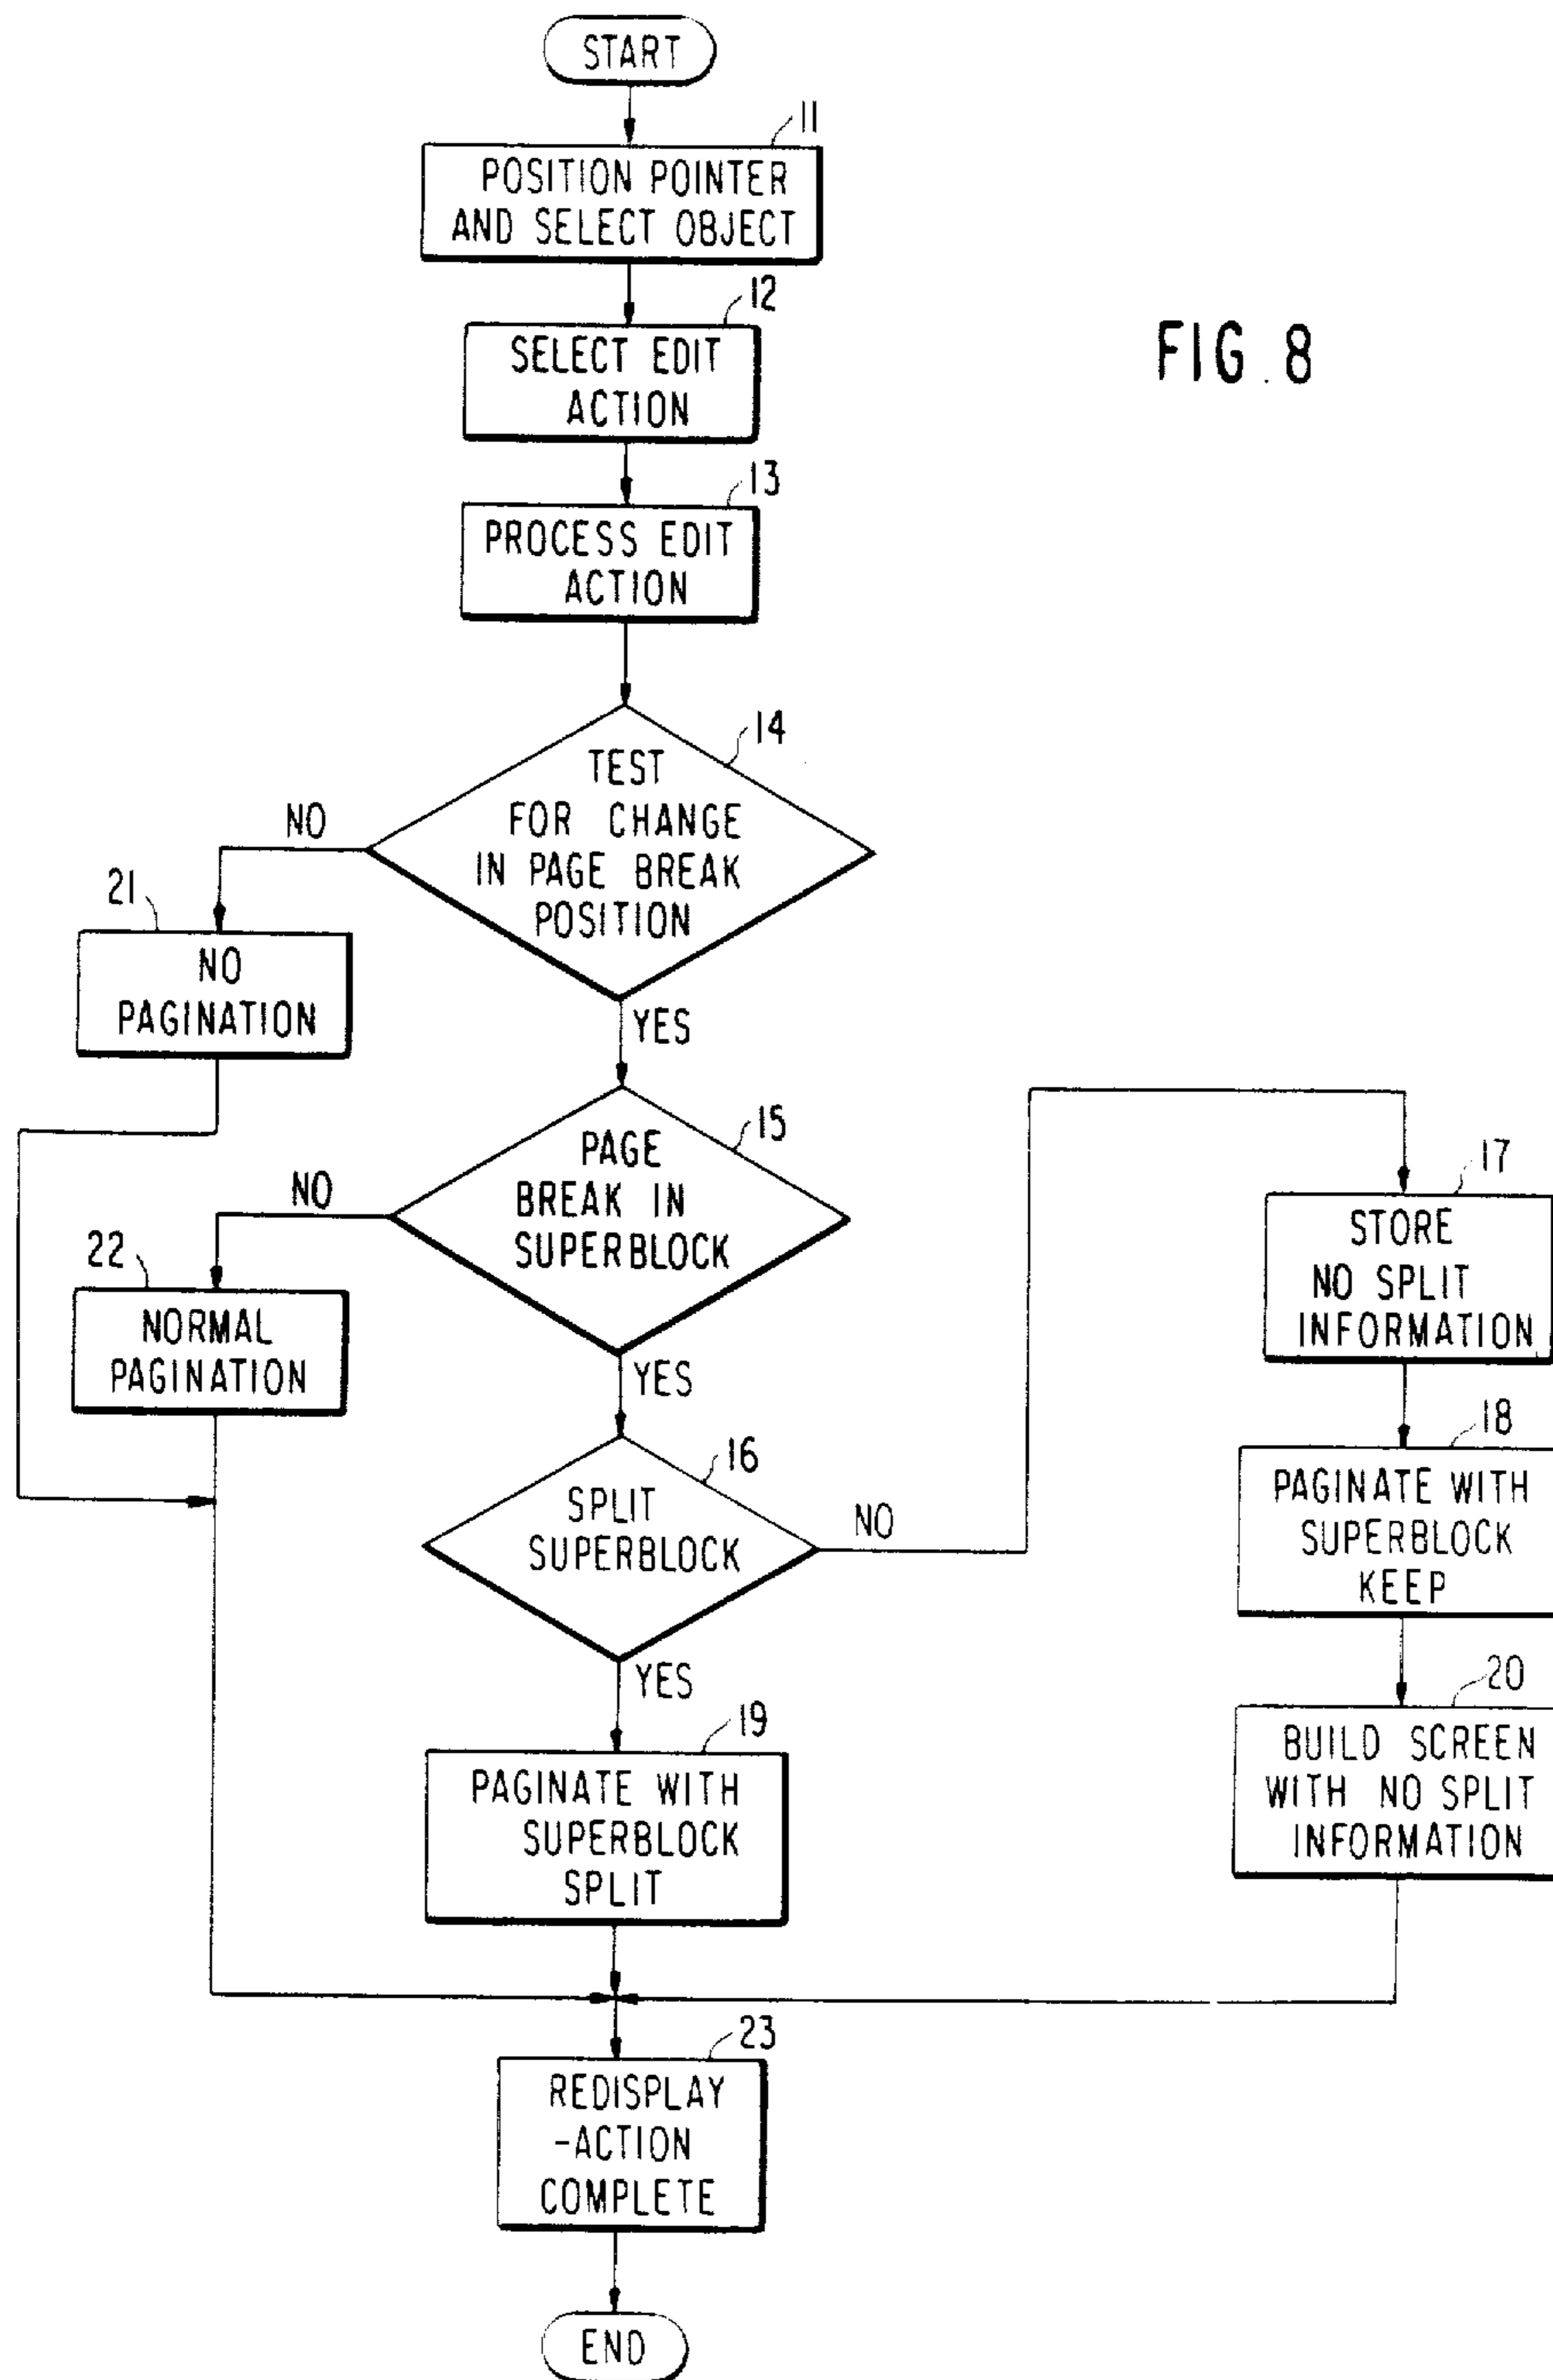 START
11
POSITION POINTER
AND SELECT OBJECT
12
SELECT EDIT
ACTION
FIG. 8
13
PROCESS EDIT
ACTION
14
TEST
FOR CHANGE
IN PAGE BREAK
POSITION
NO
21
NO
PAGINATION
YES
15
PAGE
BREAK IN
SUPERBLOCK
NO
22
NORMAL
PAGINATION
YES
16
SPLIT
SUPERBLOCK
NO
17
STORE
NO SPLIT
INFORMATION
18
PAGINATE WITH
SUPERBLOCK
KEEP
20
BUILD SCREEN
WITH NO SPLIT
INFORMATION
YES
19
PAGINATE WITH
SUPERBLOCK
SPLIT
23
REDISPLAY
-ACTION
COMPLETE
END